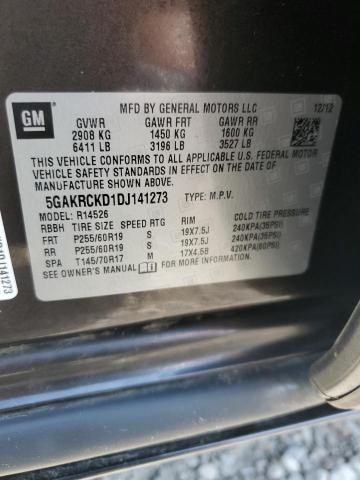 GM
MFD BY GENERAL MOTORS LLC 12/12
GVWR GAWR FRT GAWR RR
2908 KG 1450 KG 1600 KG
6411 LB 3196 LB 3527 LB
THIS VEHICLE CONFORMS TO ALL APPLICABLE U.S. FEDERAL MOTOR
VEHICLE SAFETY AND THEFT PREVENTION STANDARDS IN
EFFECT ON THE DATE OF MANUFACTURE SHOWN ABOVE.
5GAKRCKD1DJ141273 TYPE: M.P.V.
MODEL: R14526
RBBH TIRE SIZE SPEED RTG RIM COLD TIRE PRESSURE
FRT P255/60R19 S 19X7.5J 240KPA(35PSI)
RR P255/60R19 S 19X7.5J 240KPA(35PSI)
SPA T145/70R17 M 17X4.5B 420KPA(60PSI)
SEE OWNER'S MANUAL FOR ADDITIONAL INFORMATION.